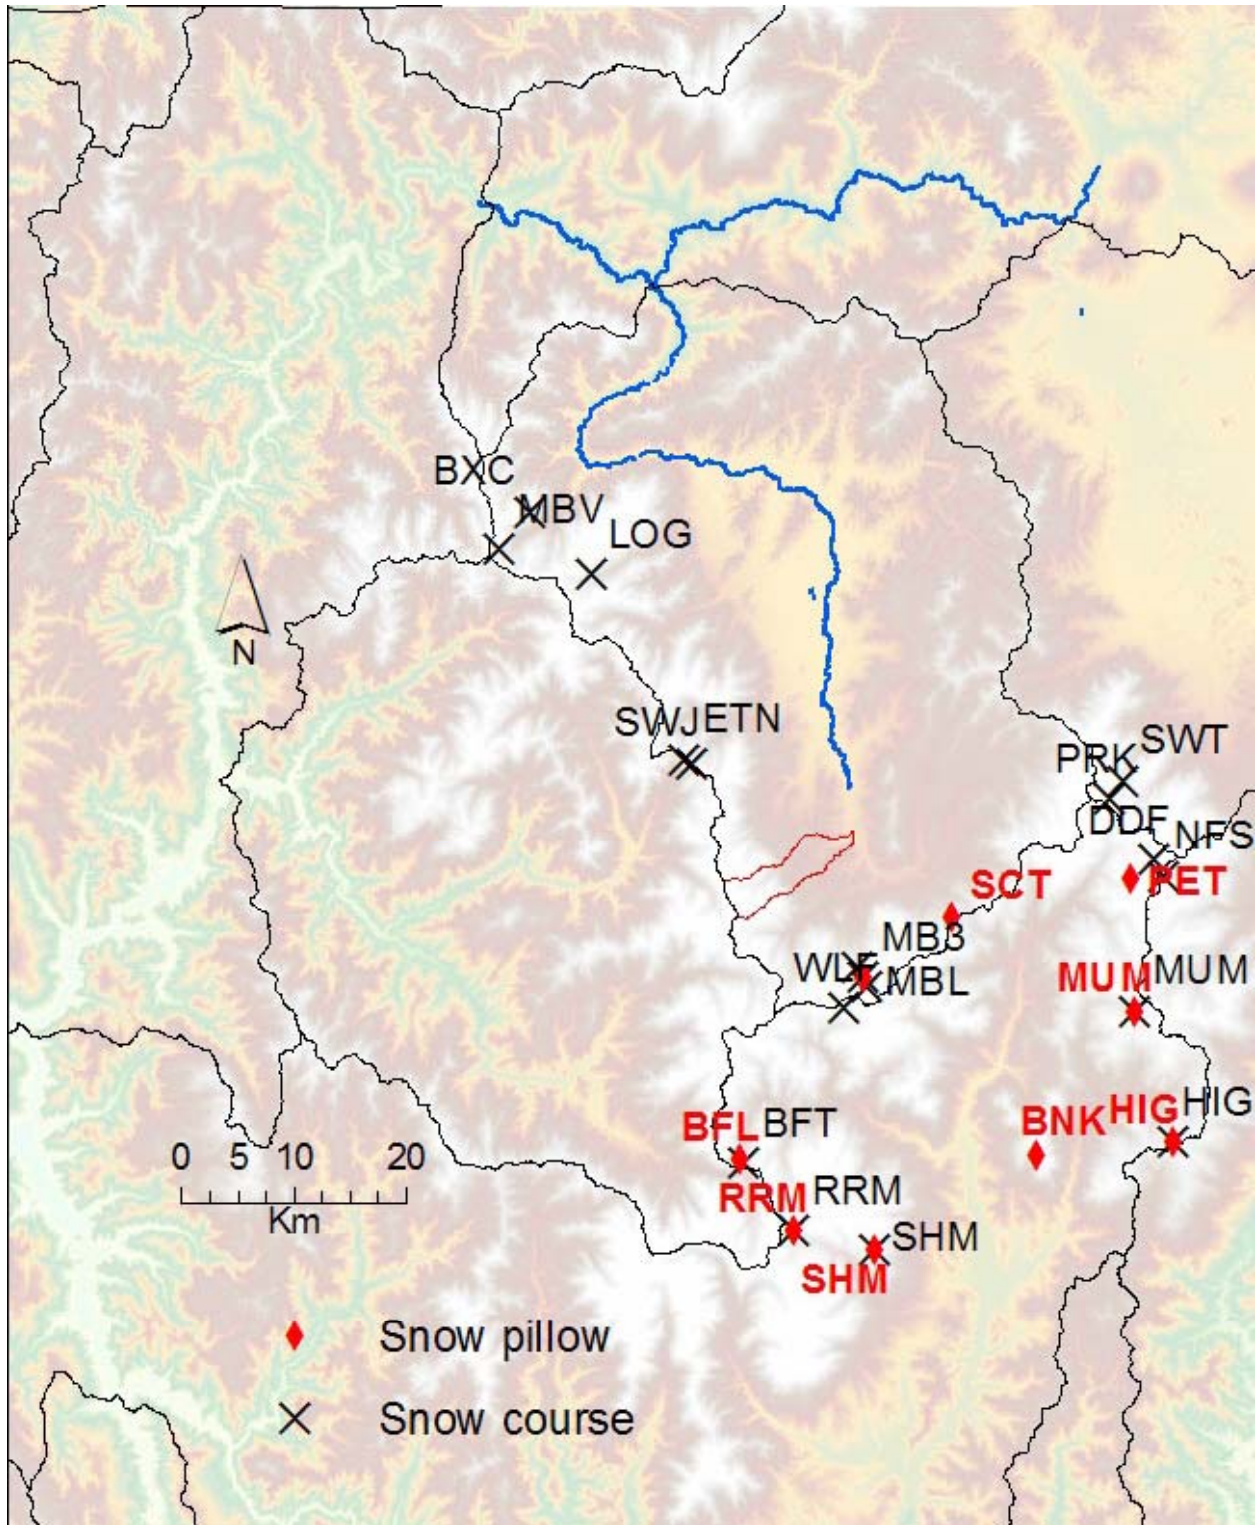 BXC
MBV
LOG
N
SWJ ETN
SWT
PRK
DDF
NFS
SCT
PET
MB3
WLF
MBL
MUM MUM
BFL BFT
BNK HIG HIG
0 5 10 20
Km
RRM RRM
SHM
SHM
Snow pillow
Snow course